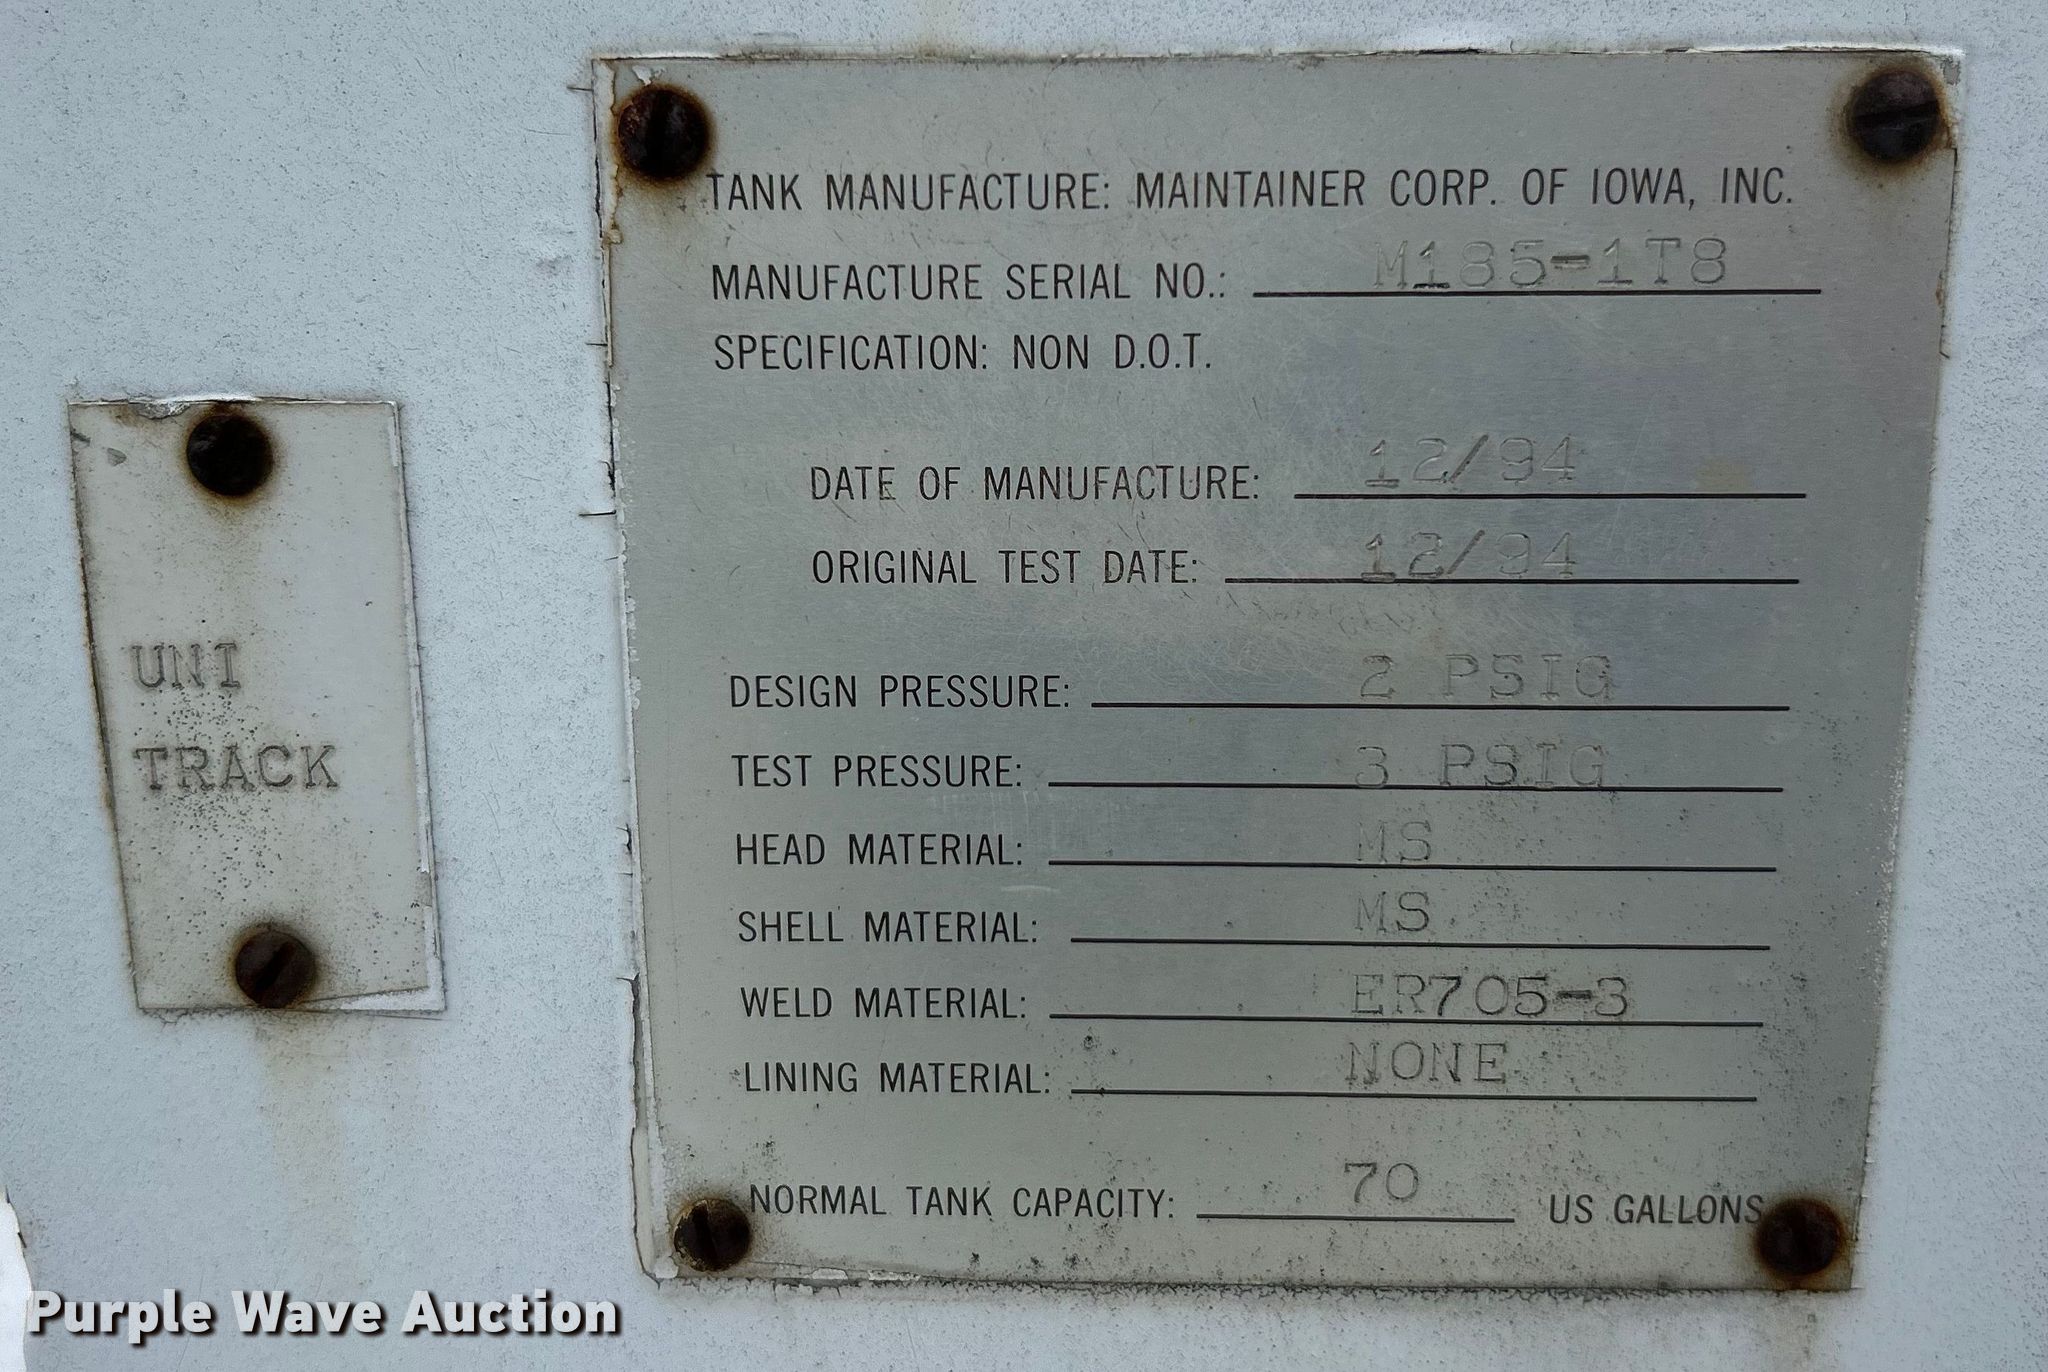 TANK MANUFACTURE: MAINTAINER CORP. OF IOWA, INC.
MANUFACTURE SERIAL NO.: M185-1T8
SPECIFICATION: NON D.O.T.
DATE OF MANUFACTURE: 12/94
ORIGINAL TEST DATE: 12/94
DESIGN PRESSURE: 2 PSIG
TEST PRESSURE: 3 PSIG
HEAD MATERIAL: MS
SHELL MATERIAL: MS
WELD MATERIAL: ER705-3
LINING MATERIAL: NONE
NORMAL TANK CAPACITY: 70 US GALLONS
UNI
TRACK
Purple Wave Auction